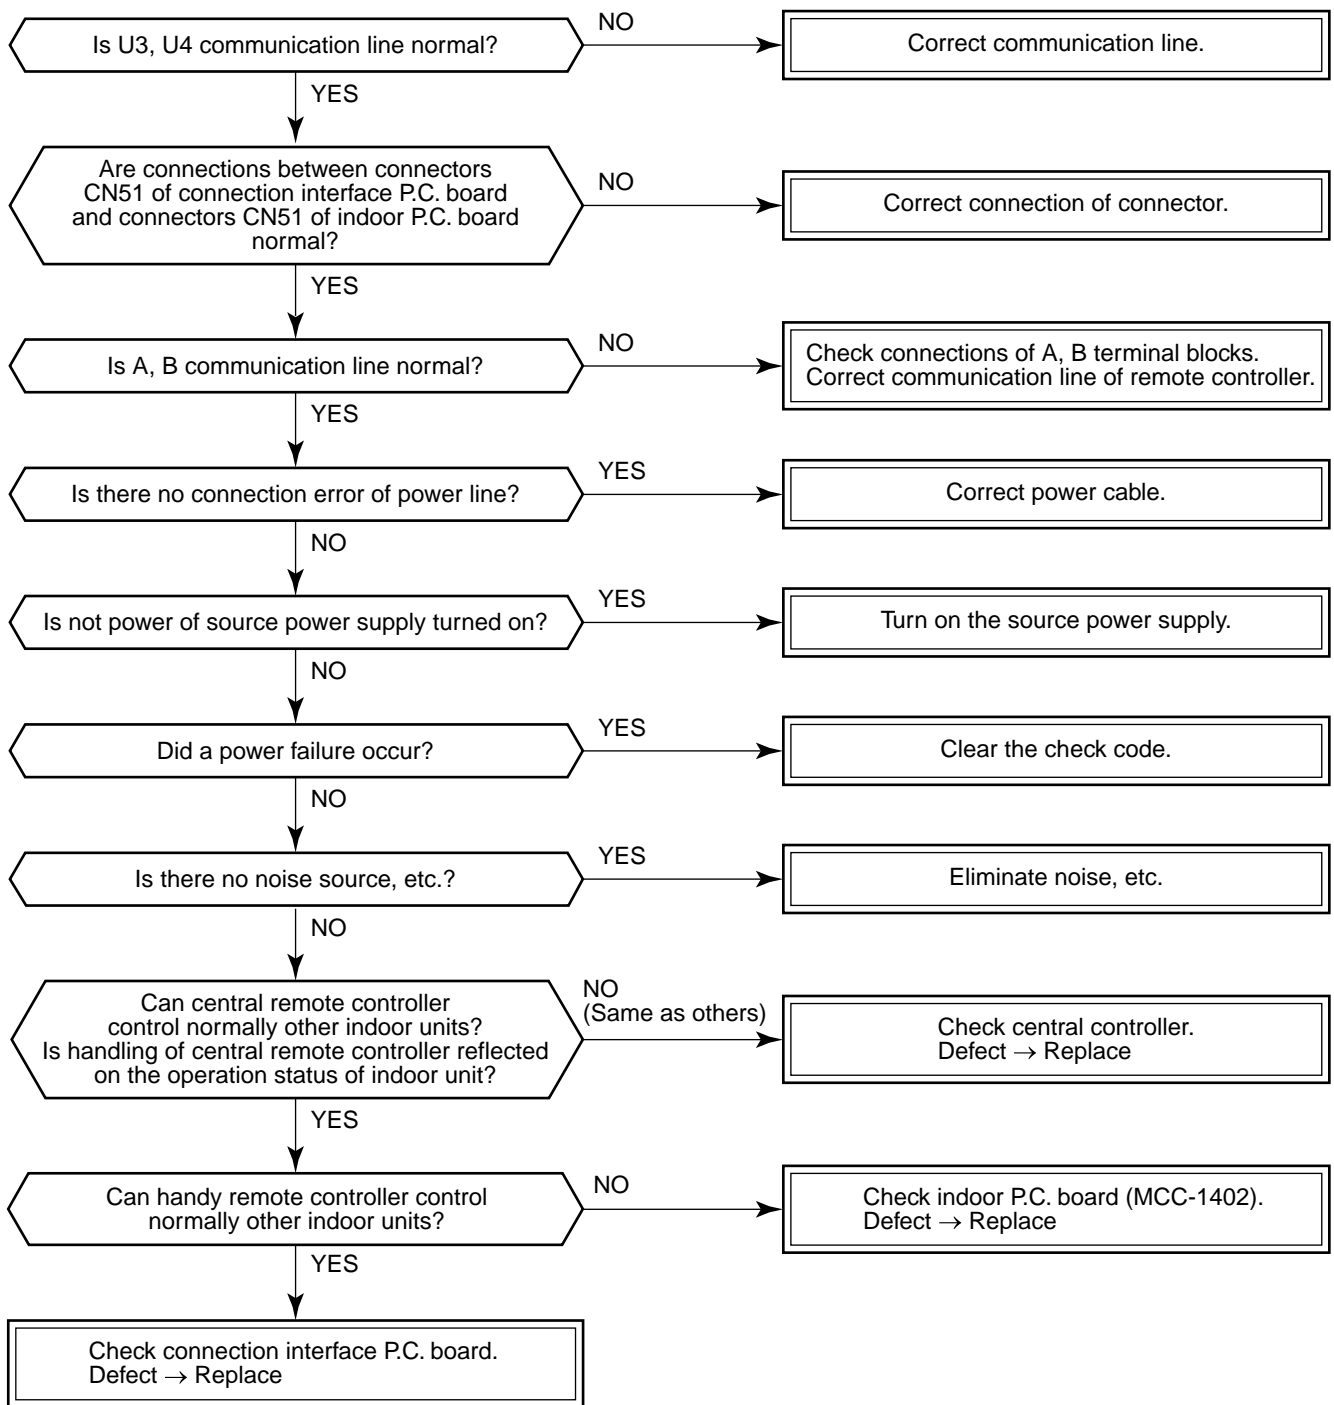 Is U3, U4 communication line normal?
NO
Correct communication line.
YES
Are connections between connectors
CN51 of connection interface P.C. board
and connectors CN51 of indoor P.C. board
normal?
NO
Correct connection of connector.
YES
Is A, B communication line normal?
NO
Check connections of A, B terminal blocks.
Correct communication line of remote controller.
YES
Is there no connection error of power line?
YES
Correct power cable.
NO
Is not power of source power supply turned on?
YES
Turn on the source power supply.
NO
Did a power failure occur?
YES
Clear the check code.
NO
Is there no noise source, etc.?
YES
Eliminate noise, etc.
NO
Can central remote controller
control normally other indoor units?
Is handling of central remote controller reflected
on the operation status of indoor unit?
NO
(Same as others)
Check central controller.
Defect → Replace
YES
Can handy remote controller control
normally other indoor units?
NO
Check indoor P.C. board (MCC-1402).
Defect → Replace
YES
Check connection interface P.C. board.
Defect → Replace